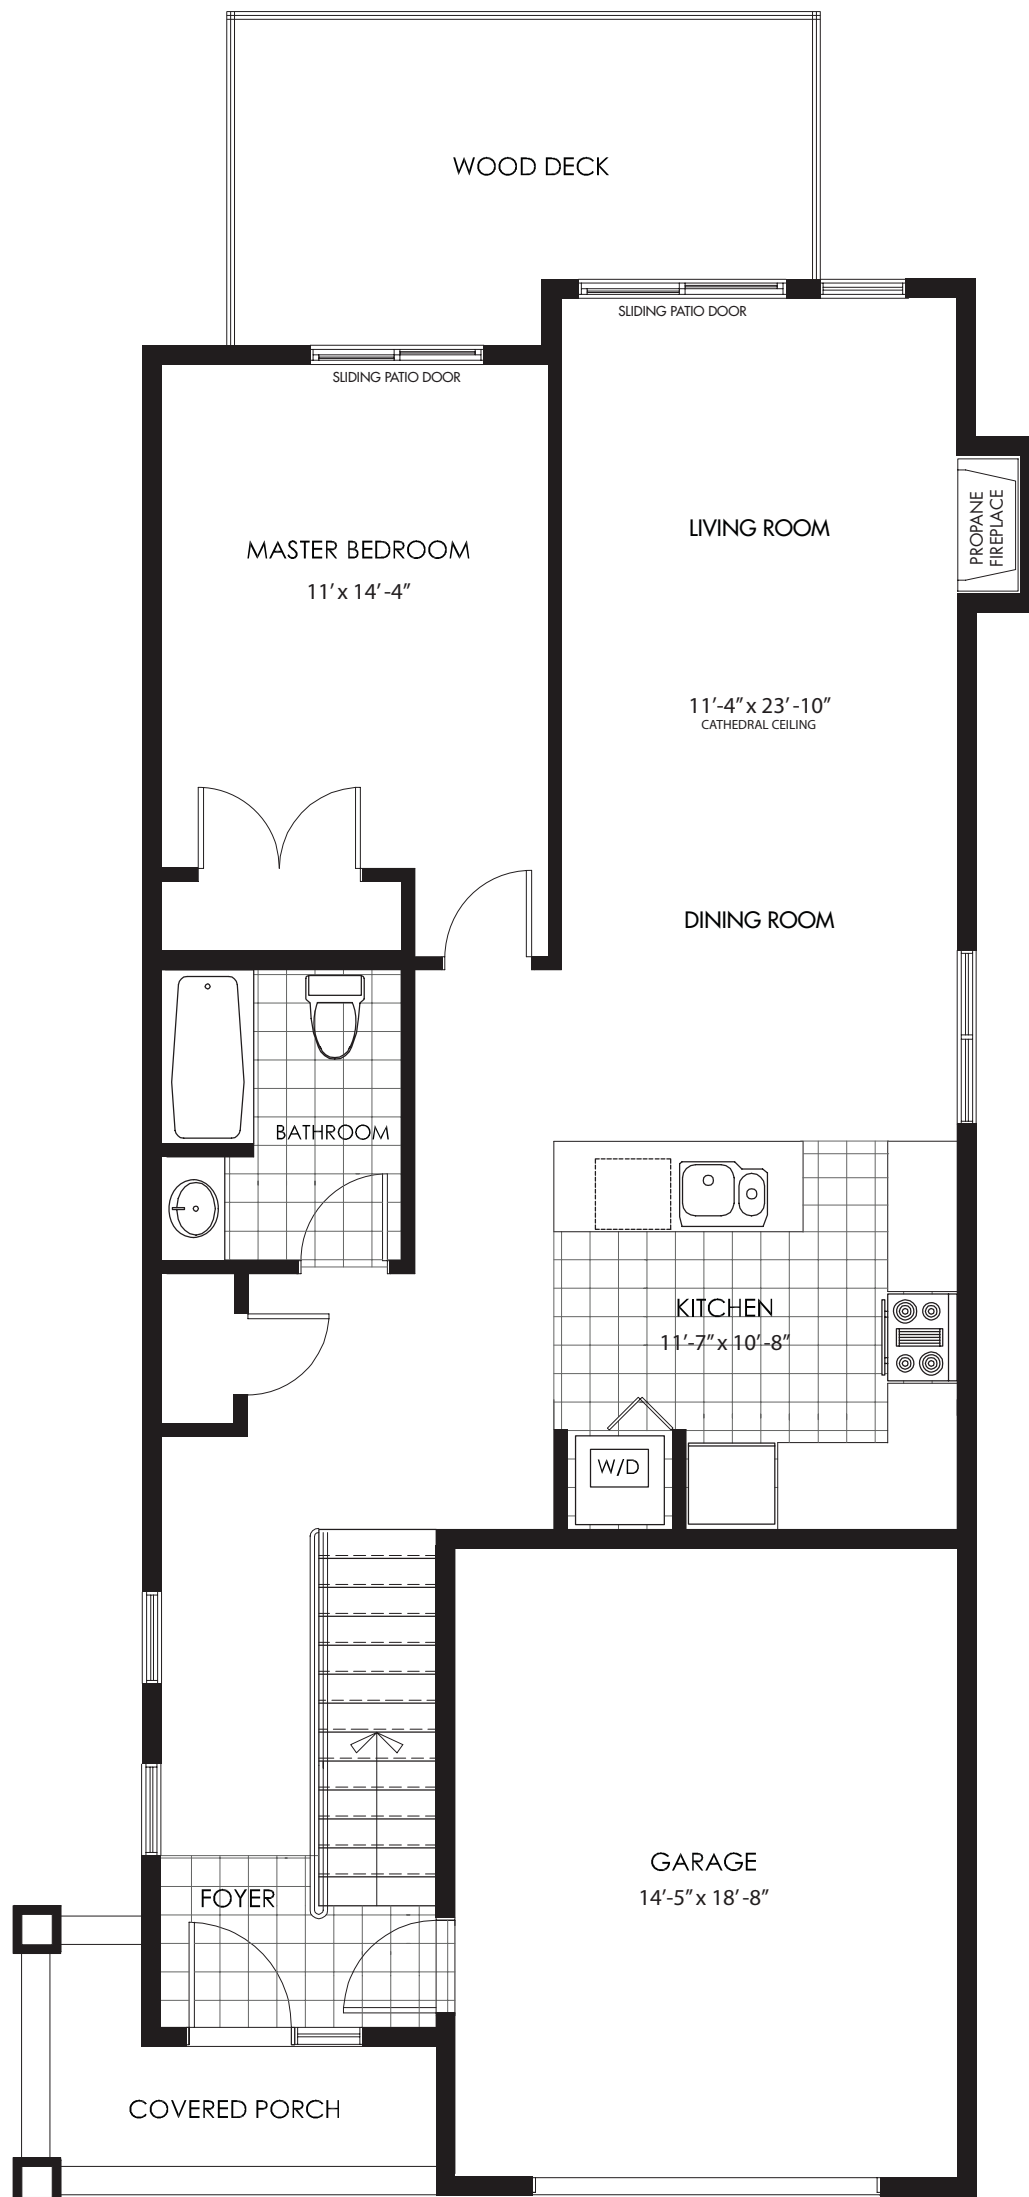 WOOD DECK
SLIDING PATIO DOOR
SLIDING PATIO DOOR
LIVING ROOM
PROPANE
FIREPLACE
MASTER BEDROOM
11' x 14'-4"
11'-4" x 23'-10"
CATHEDRAL CEILING
DINING ROOM
BATHROOM
KITCHEN
11'-7" x 10'-8"
W/D
GARAGE
14'-5" x 18'-8"
FOYER
COVERED PORCH